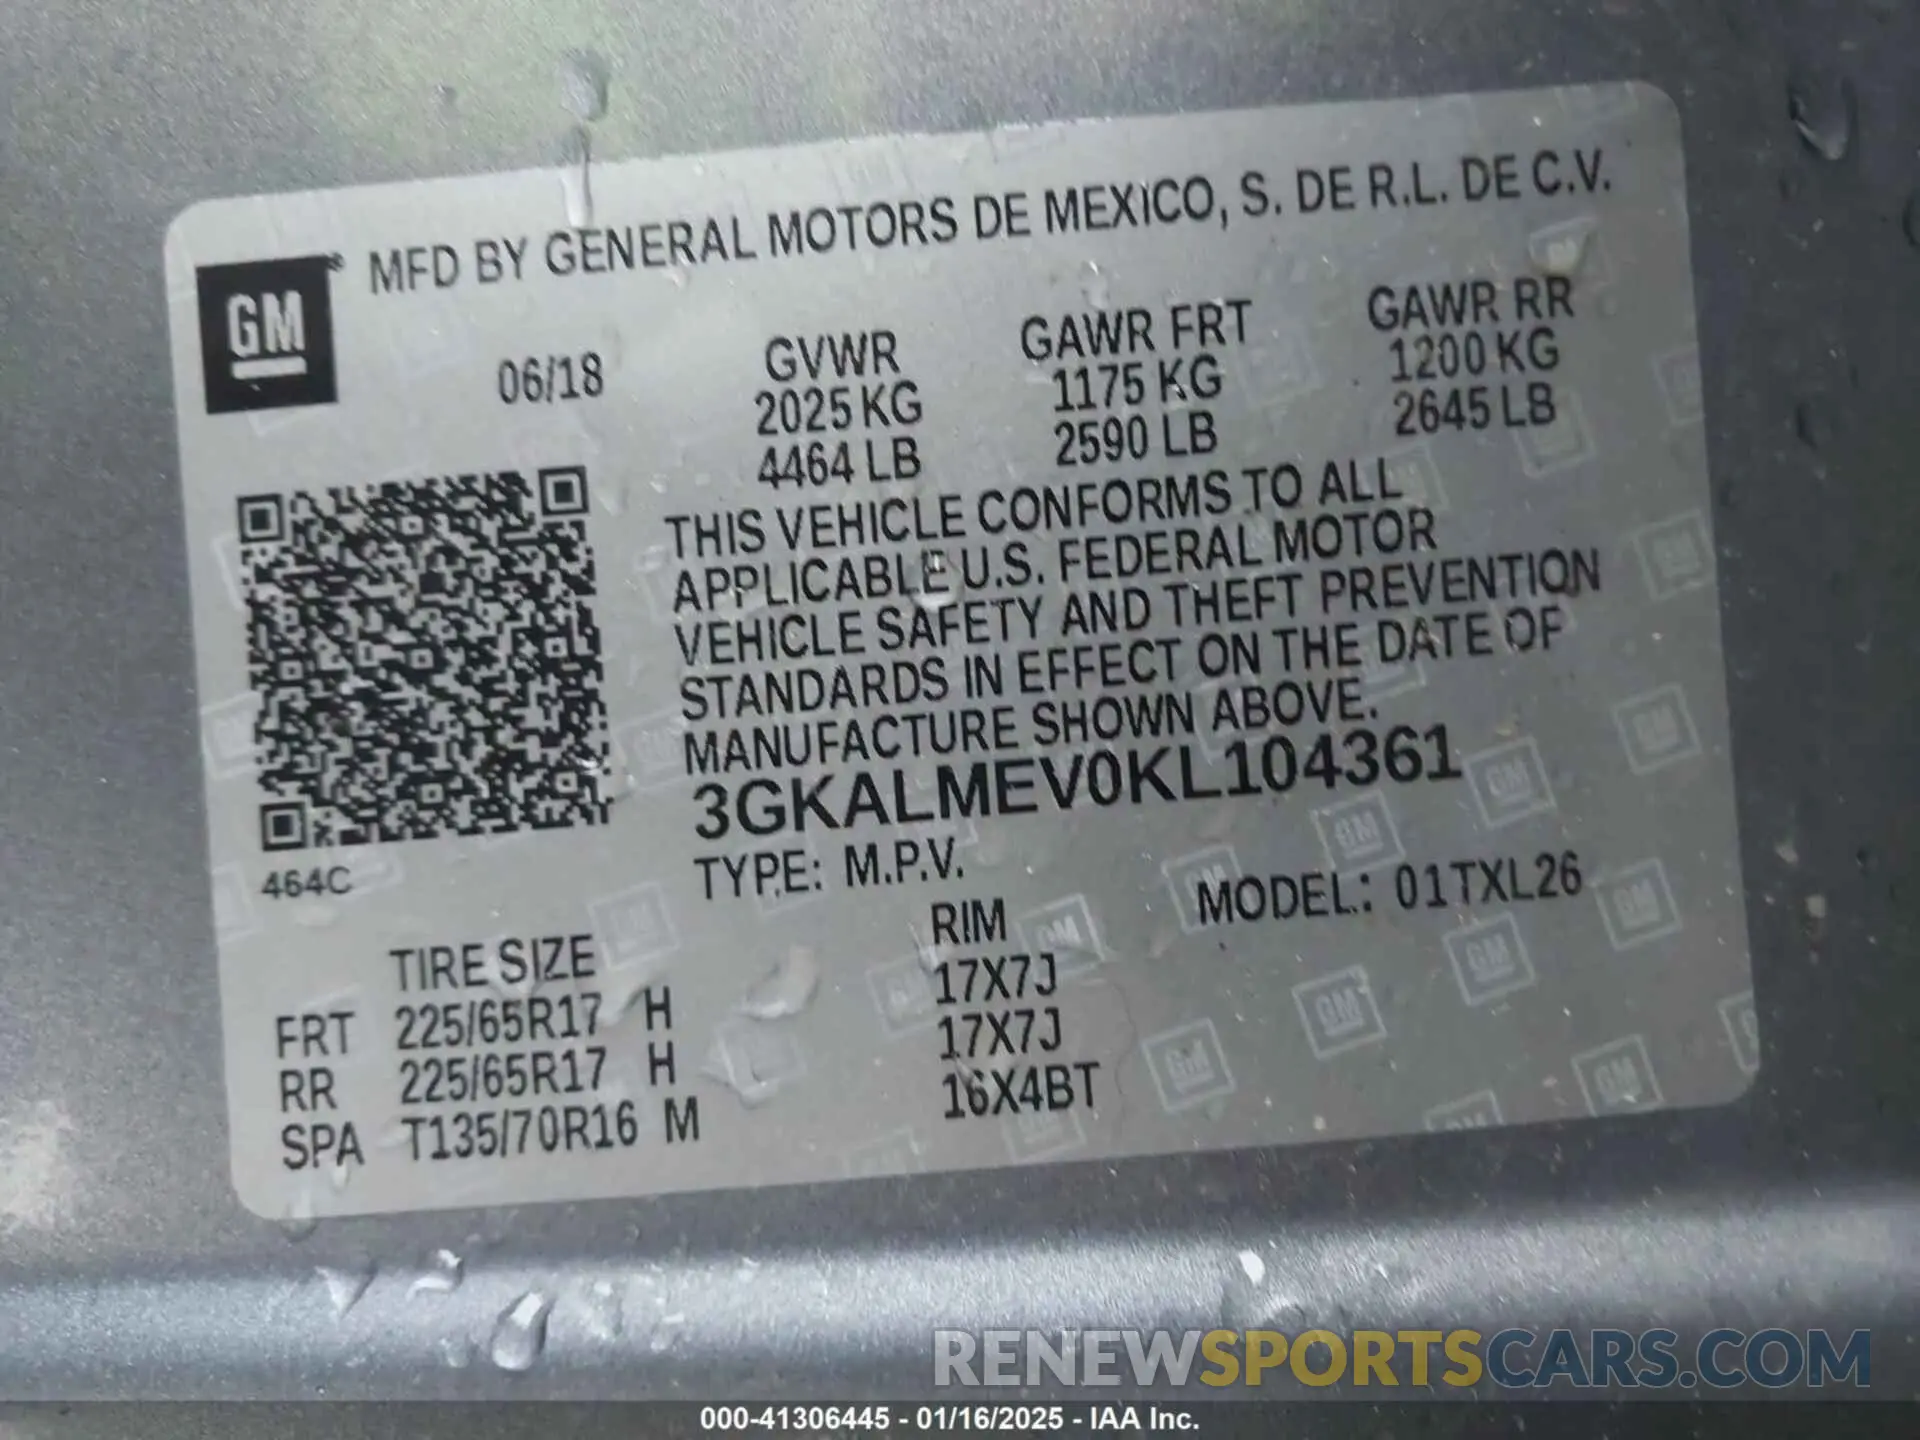 GM
MFD BY GENERAL MOTORS DE MEXICO, S. DE R.L. DE C.V.
06/18 GVWR GAWR FRT GAWR RR
2025 KG 1175 KG 1200 KG
4464 LB 2590 LB 2645 LB
THIS VEHICLE CONFORMS TO ALL
APPLICABLE U.S. FEDERAL MOTOR
VEHICLE SAFETY AND THEFT PREVENTION
STANDARDS IN EFFECT ON THE DATE OF
MANUFACTURE SHOWN ABOVE.
3GKALMEV0KL104361
464C
TYPE: M.P.V. MODEL: 01TXL26
TIRE SIZE RIM
FRT 225/65R17 H 17X7J
RR 225/65R17 H 17X7J
SPA T135/70R16 M 16X4BT
RENEWSPORTSCARS.COM
000-41306445 - 01/16/2025 - IAA Inc.